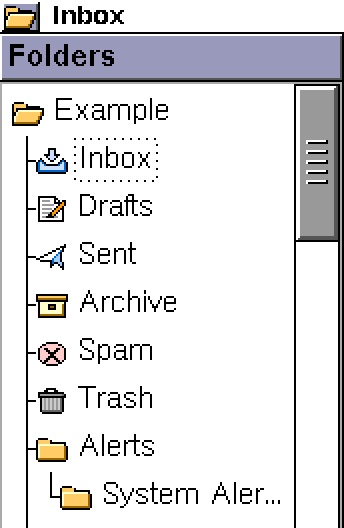 Inbox
Folders
Example
Inbox
Drafts
Sent
Archive
Spam
Trash
Alerts
System Aler...